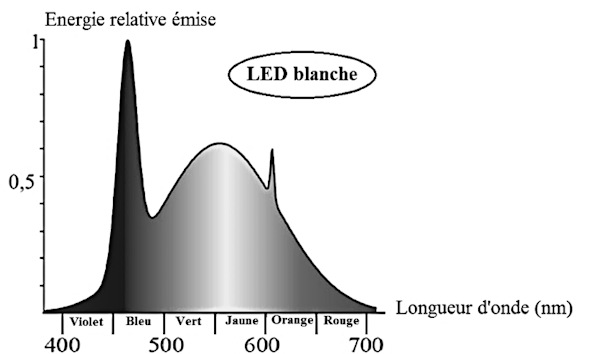 Energie relative émise
1
LED blanche
0,5
Longueur d'onde (nm)
Violet Bleu Vert Jaune Orange Rouge
400 500 600 700